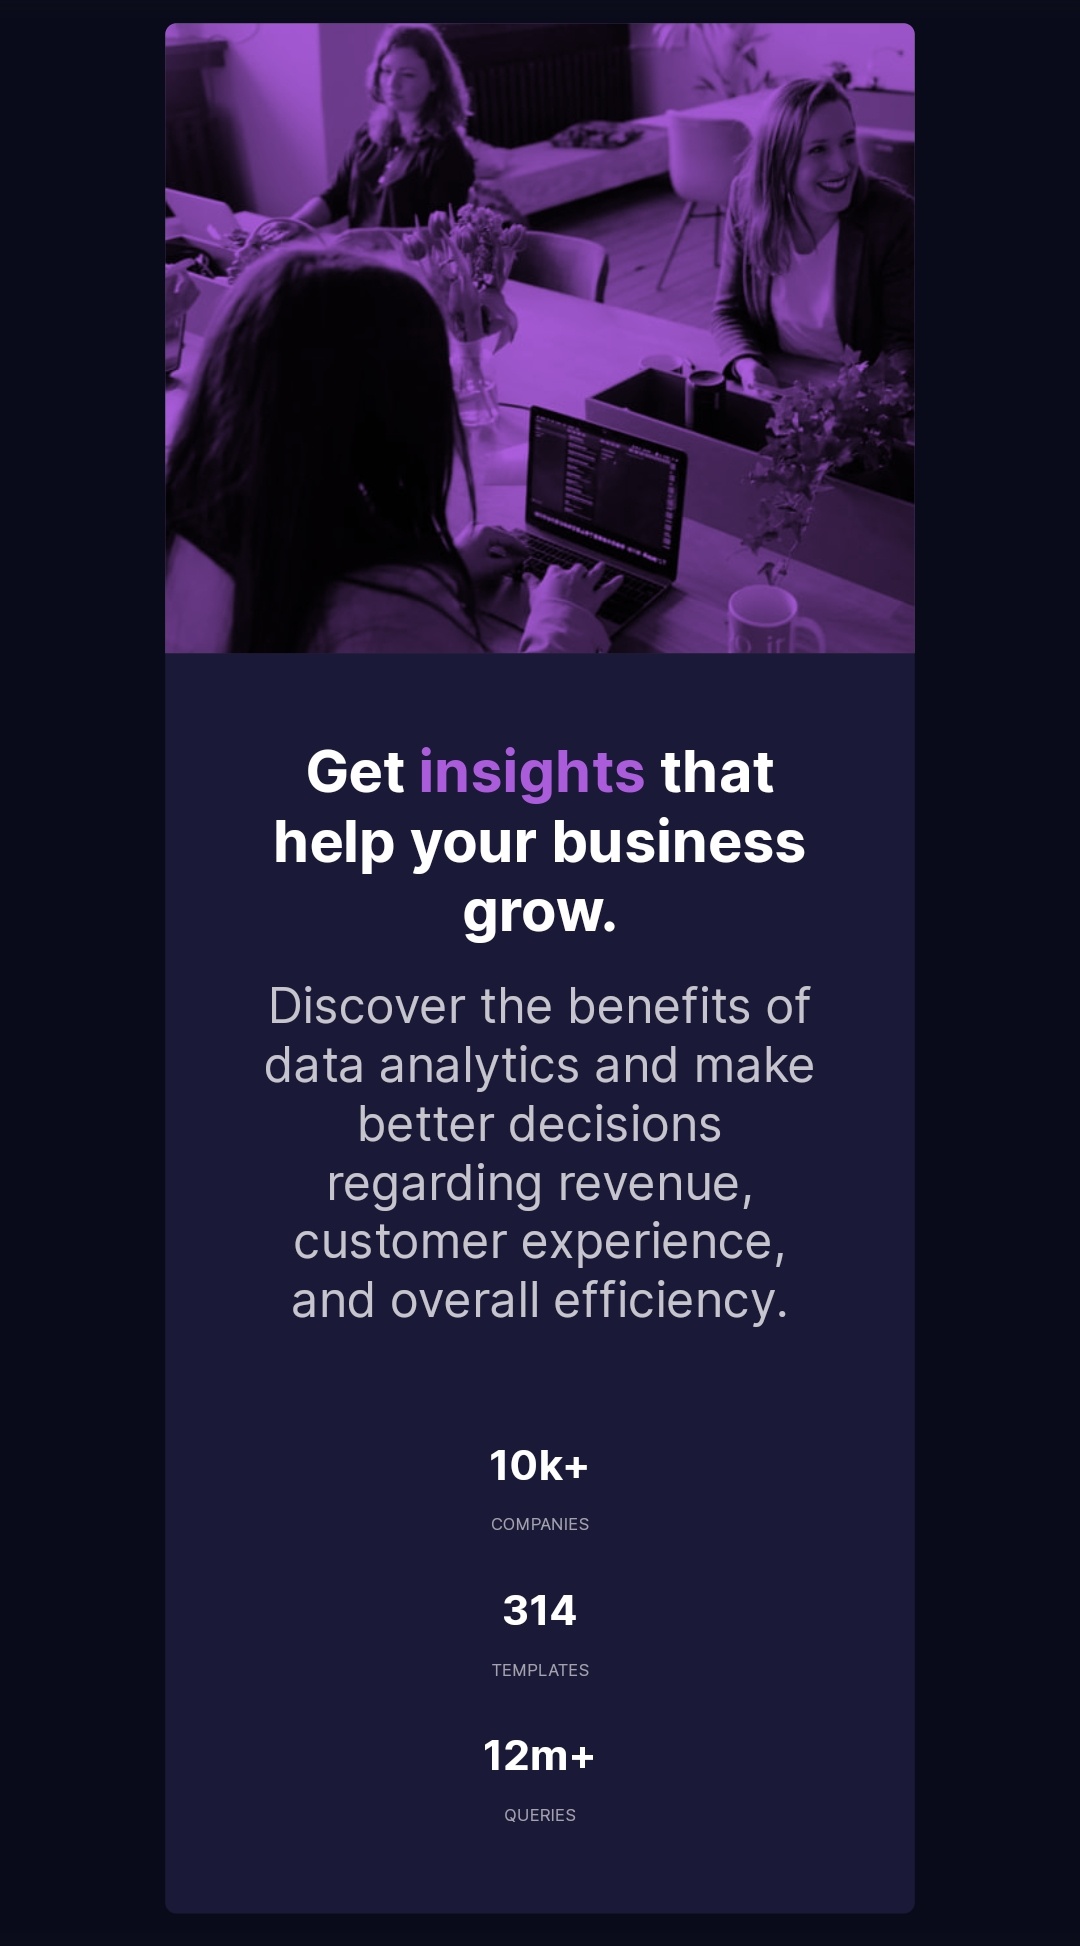 Get insights that
help your business
grow.
Discover the benefits of
data analytics and make
better decisions
regarding revenue,
customer experience,
and overall efficiency.
10k+
COMPANIES
314
TEMPLATES
12m+
QUERIES